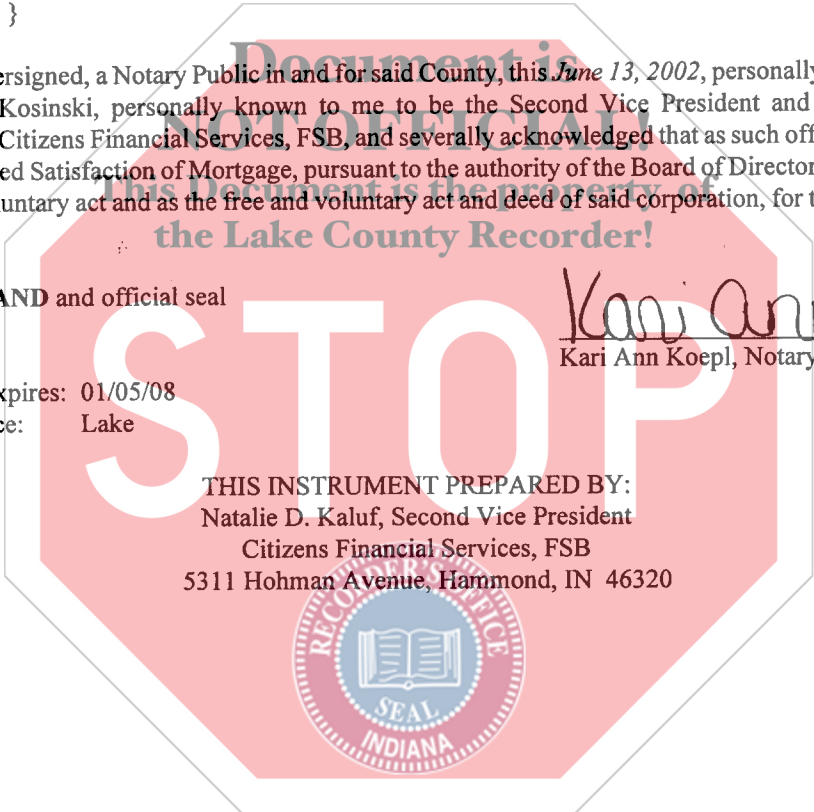 }
Document is
ersigned, a Notary Public in and for said County, this June 13, 2002, personally
Kosinski, personally known to me to be the Second Vice President and
NOT OFFICIAL!
Citizens Financial Services, FSB, and severally acknowledged that as such off
ed Satisfaction of Mortgage, pursuant to the authority of the Board of Director
This Document is the property of
untary act and as the free and voluntary act and deed of said corporation, for t
the Lake County Recorder!
AND and official seal
Kari Ann
Kari Ann Koepl, Notary
xpires: 01/05/08
ce: Lake
STOP
THIS INSTRUMENT PREPARED BY:
Natalie D. Kaluf, Second Vice President
Citizens Financial Services, FSB
5311 Hohman Avenue, Hammond, IN 46320
RECORDER'S OFFICE
SEAL
INDIANA